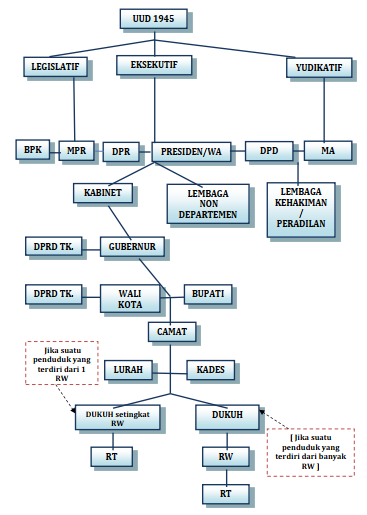 UUD 1945
LEGISLATIF
EKSEKUTIF
YUDIKATIF
BPK
MPR
DPR
PRESIDEN/WA
DPD
MA
KABINET
LEMBAGA
NON
DEPARTEMEN
LEMBAGA
KEHAKIMAN
/
PERADILAN
DPRD TK.
GUBERNUR
DPRD TK.
WALI
KOTA
BUPATI
CAMAT
Jika suatu
penduduk yang
terdiri dari 1
RW
LURAH
KADES
DUKUH setingkat
RW
DUKUH
[ Jika suatu
penduduk yang
terdiri dari banyak
RW ]
RT
RW
RT